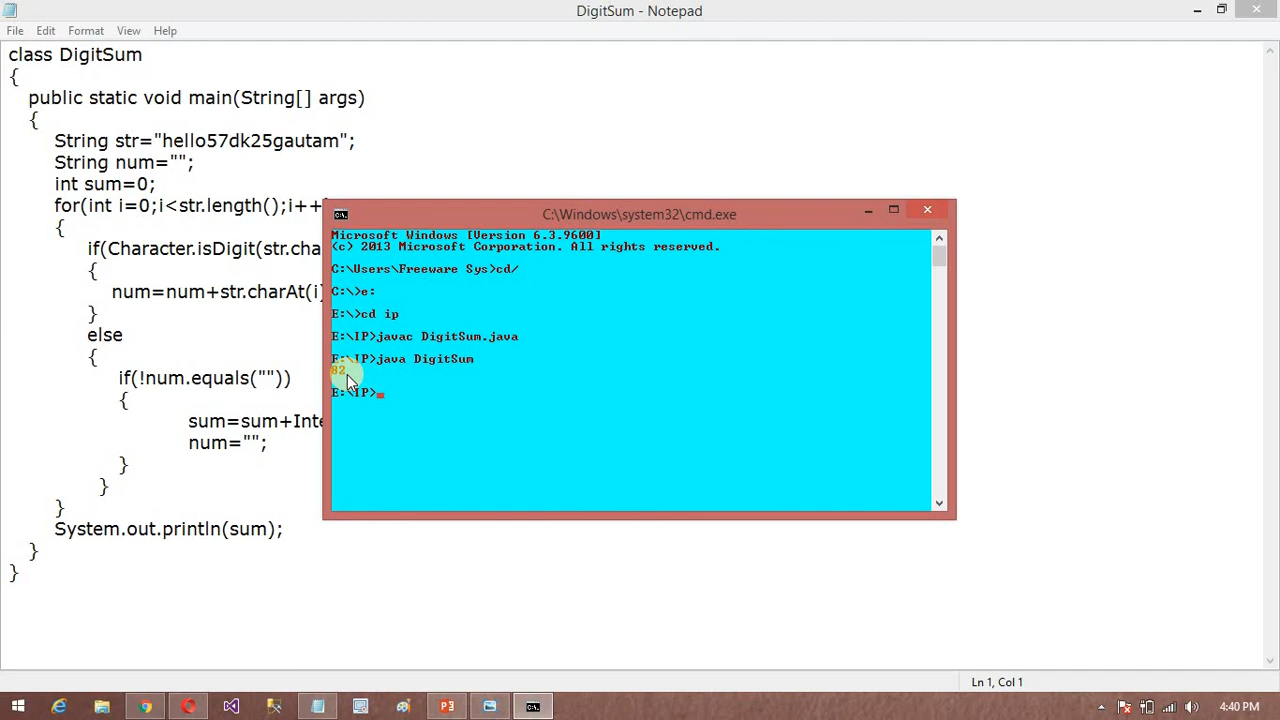 DigitSum - Notepad
File Edit Format View Help
class DigitSum
{
public static void main(String[] args)
{
String str="hello57dk25gautam";
String num="";
int sum=0;
for(int i=0;i<str.length();i++
{
if(Character.isDigit(str.cha
{
num=num+str.charAt(i)
}
else
{
if(!num.equals(""))
{
sum=sum+Inte
num="";
}
}
}
System.out.println(sum);
}
}
C:\Windows\system32\cmd.exe
Microsoft Windows [Version 6.3.9600]
(c) 2013 Microsoft Corporation. All rights reserved.
C:\Users\Freeware Sys>cd/
C:\>e:
E:\>cd ip
E:\IP>javac DigitSum.java
E:\IP>java DigitSum
82
E:\IP>
Ln 1, Col 1
4:40 PM